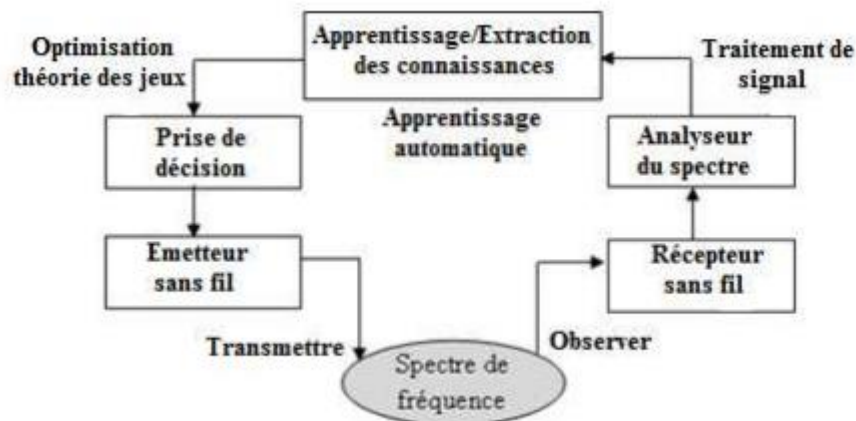 Optimisation
théorie des jeux
Apprentissage/Extraction
des connaissances
Traitement de
signal
Apprentissage
automatique
Prise de
décision
Analyseur
du spectre
Emetteur
sans fil
Récepteur
sans fil
Transmettre
Observer
Spectre de
fréquence